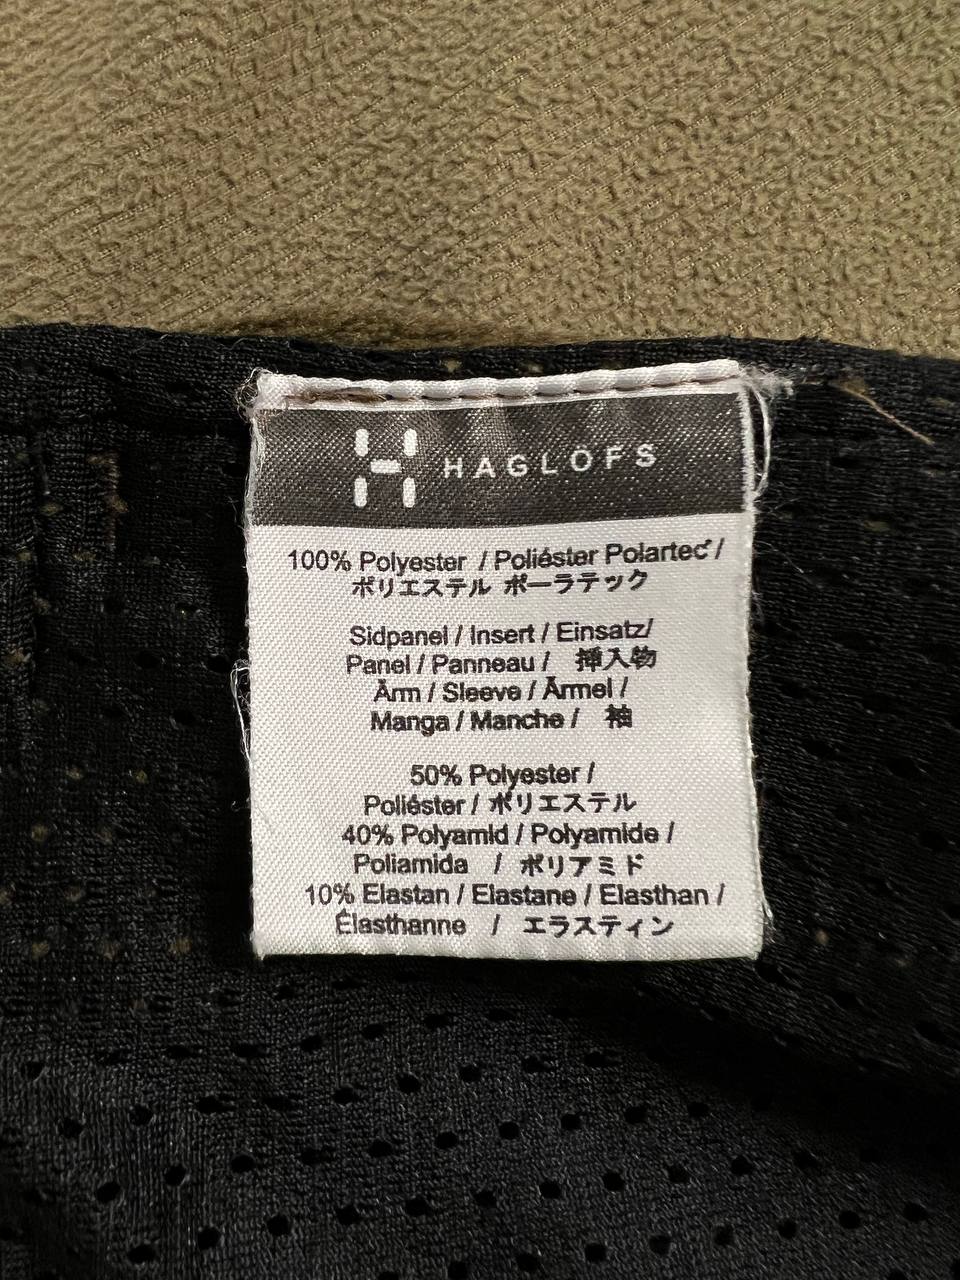 HAGLÖFS
100% Polyester / Poliéster Polartec /
ポリエステル ポーラテック
Sidpanel / Insert / Einsatz/
Panel / Panneau / 挿入物
Ärm / Sleeve / Ärmel /
Manga / Manche / 袖
50% Polyester /
Poliéster / ポリエステル
40% Polyamid / Polyamide /
Poliamida / ポリアミド
10% Elastan / Elastane / Elasthan /
Élasthanne / エラスティン